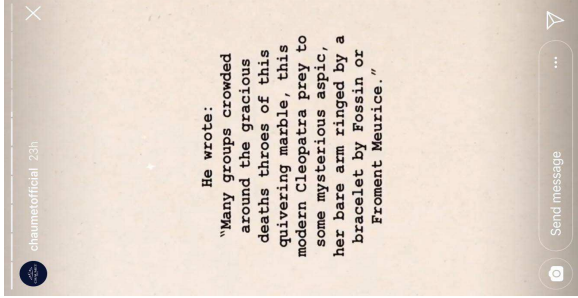 chaumetofficial 23h
He wrote:
"Many groups crowded
around the gracious
deaths throes of this
quivering marble, this
modern Cleopatra prey to
some mysterious aspic,
her bare arm ringed by a
bracelet by Fossin or
Froment Meurice."
Send message